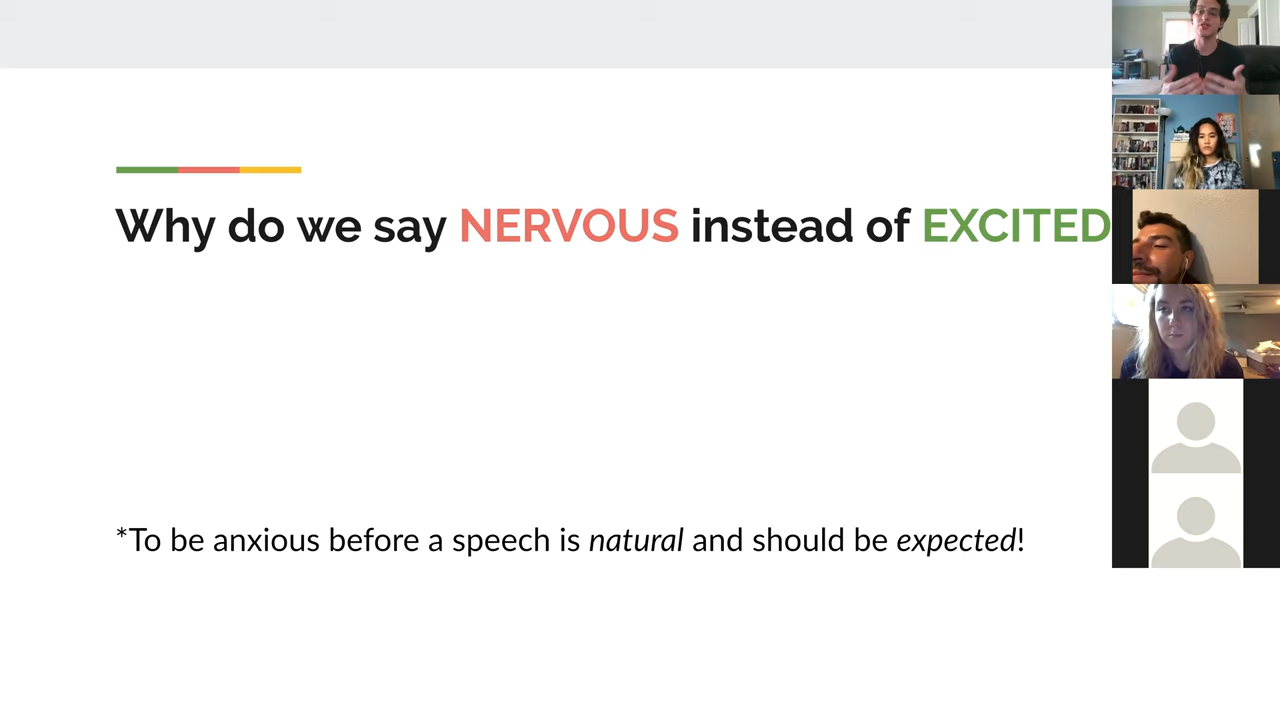 Why do we say NERVOUS instead of EXCITED
*To be anxious before a speech is natural and should be expected!